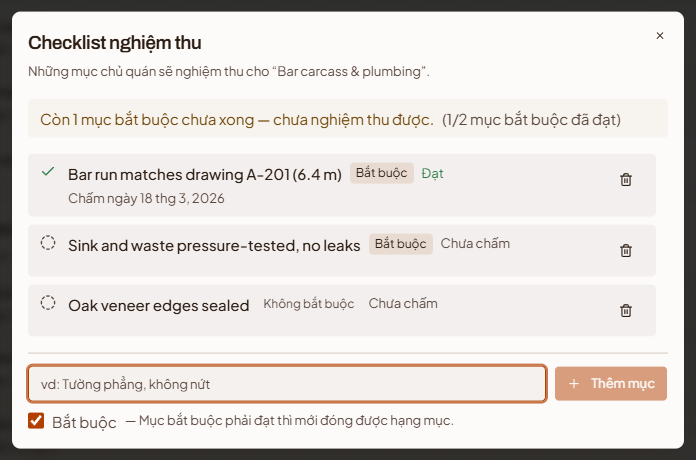 Checklist nghiệm thu
×
Những mục chủ quán sẽ nghiệm thu cho “Bar carcass & plumbing”.
Còn 1 mục bắt buộc chưa xong — chưa nghiệm thu được. (1/2 mục bắt buộc đã đạt)
Bar run matches drawing A-201 (6.4 m) Bắt buộc Đạt
Chấm ngày 18 thg 3, 2026
Sink and waste pressure-tested, no leaks Bắt buộc Chưa chấm
Oak veneer edges sealed Không bắt buộc Chưa chấm
vd: Tường phẳng, không nứt
+ Thêm mục
Bắt buộc — Mục bắt buộc phải đạt thì mới đóng được hạng mục.